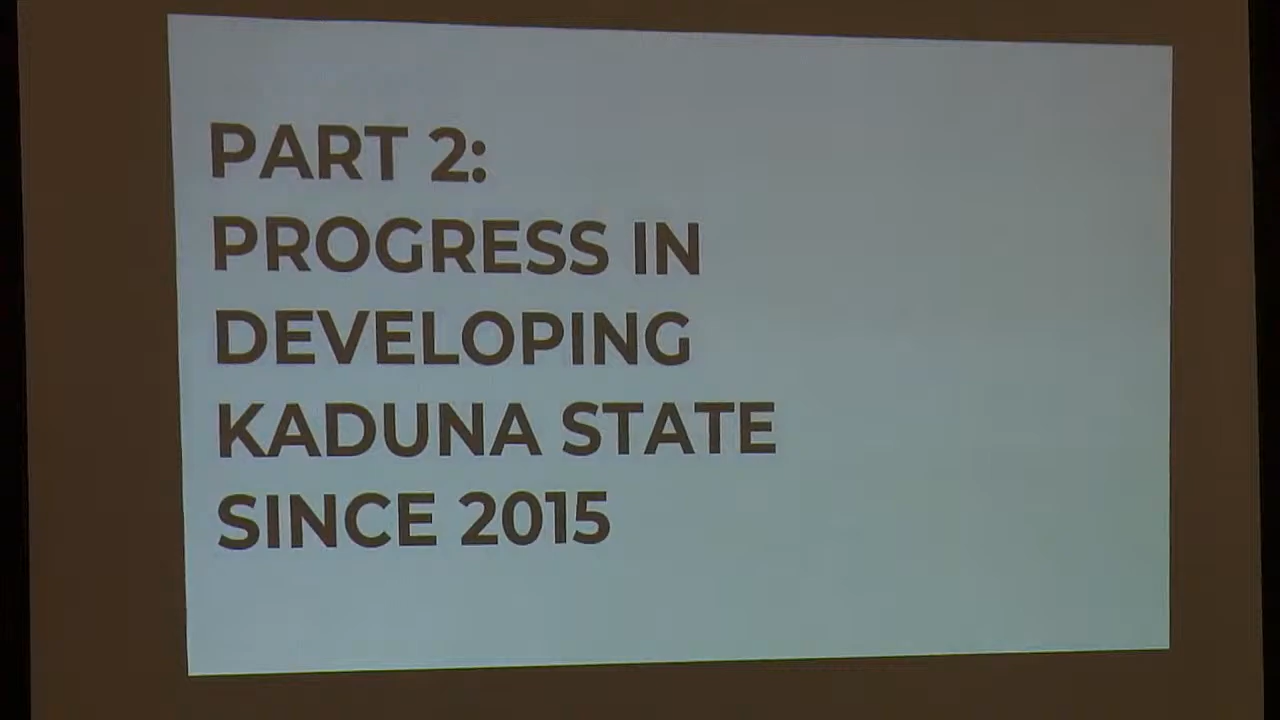 PART 2:
PROGRESS IN
DEVELOPING
KADUNA STATE
SINCE 2015